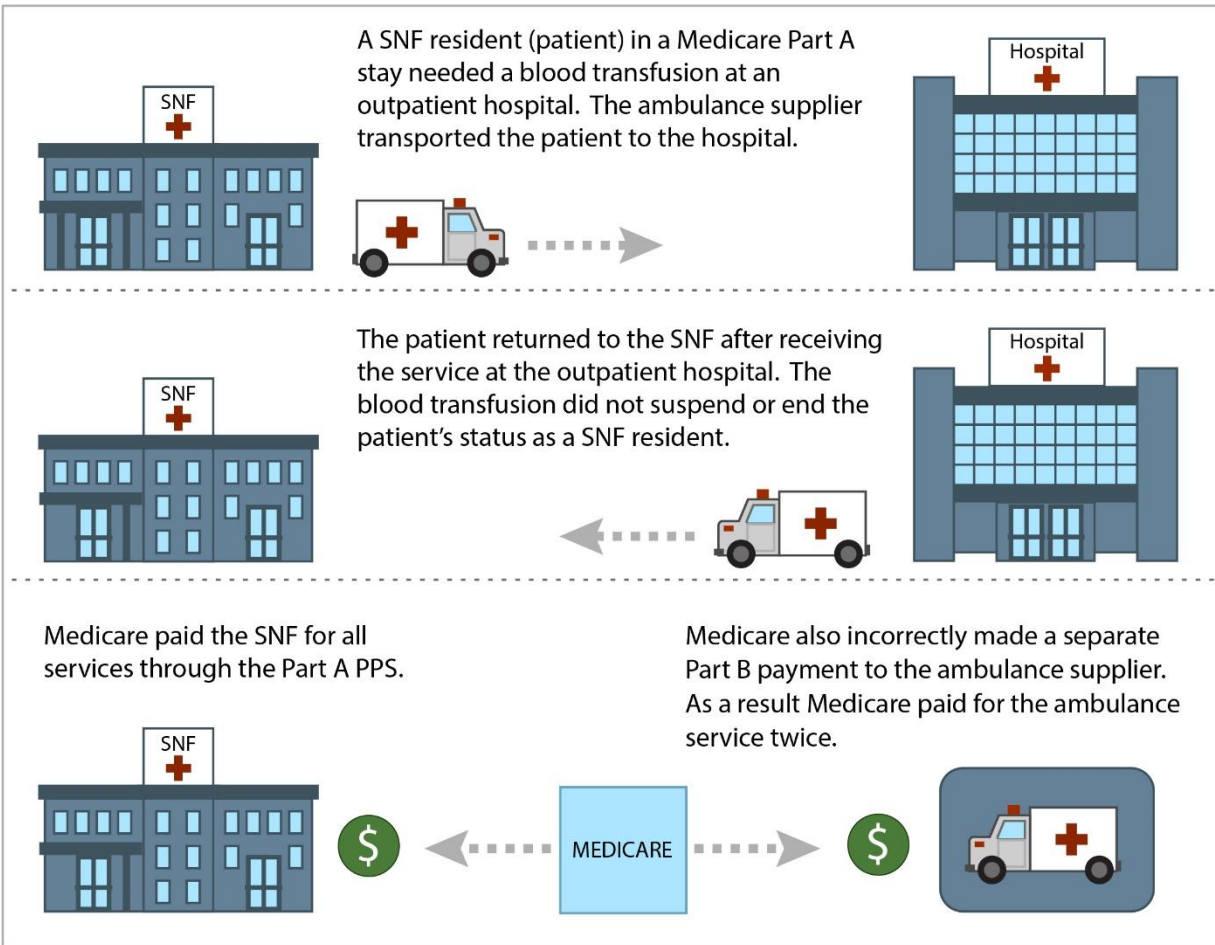 A SNF resident (patient) in a Medicare Part A
stay needed a blood transfusion at an
outpatient hospital. The ambulance supplier
transported the patient to the hospital.
SNF
Hospital
The patient returned to the SNF after receiving
the service at the outpatient hospital. The
blood transfusion did not suspend or end the
patient's status as a SNF resident.
SNF
Hospital
Medicare paid the SNF for all
services through the Part A PPS.
Medicare also incorrectly made a separate
Part B payment to the ambulance supplier.
As a result Medicare paid for the ambulance
service twice.
SNF
$
MEDICARE
$